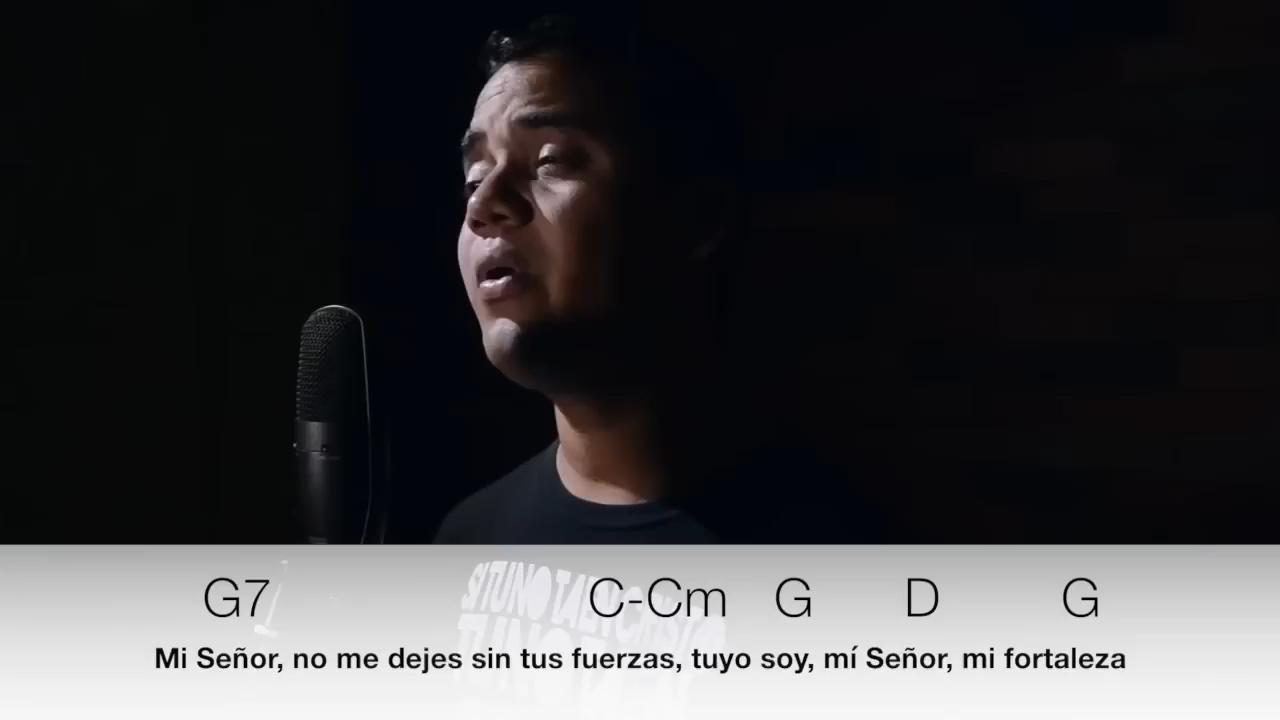 G7 C-Cm G D G
Mi Señor, no me dejes sin tus fuerzas, tuyo soy, mí Señor, mi fortaleza